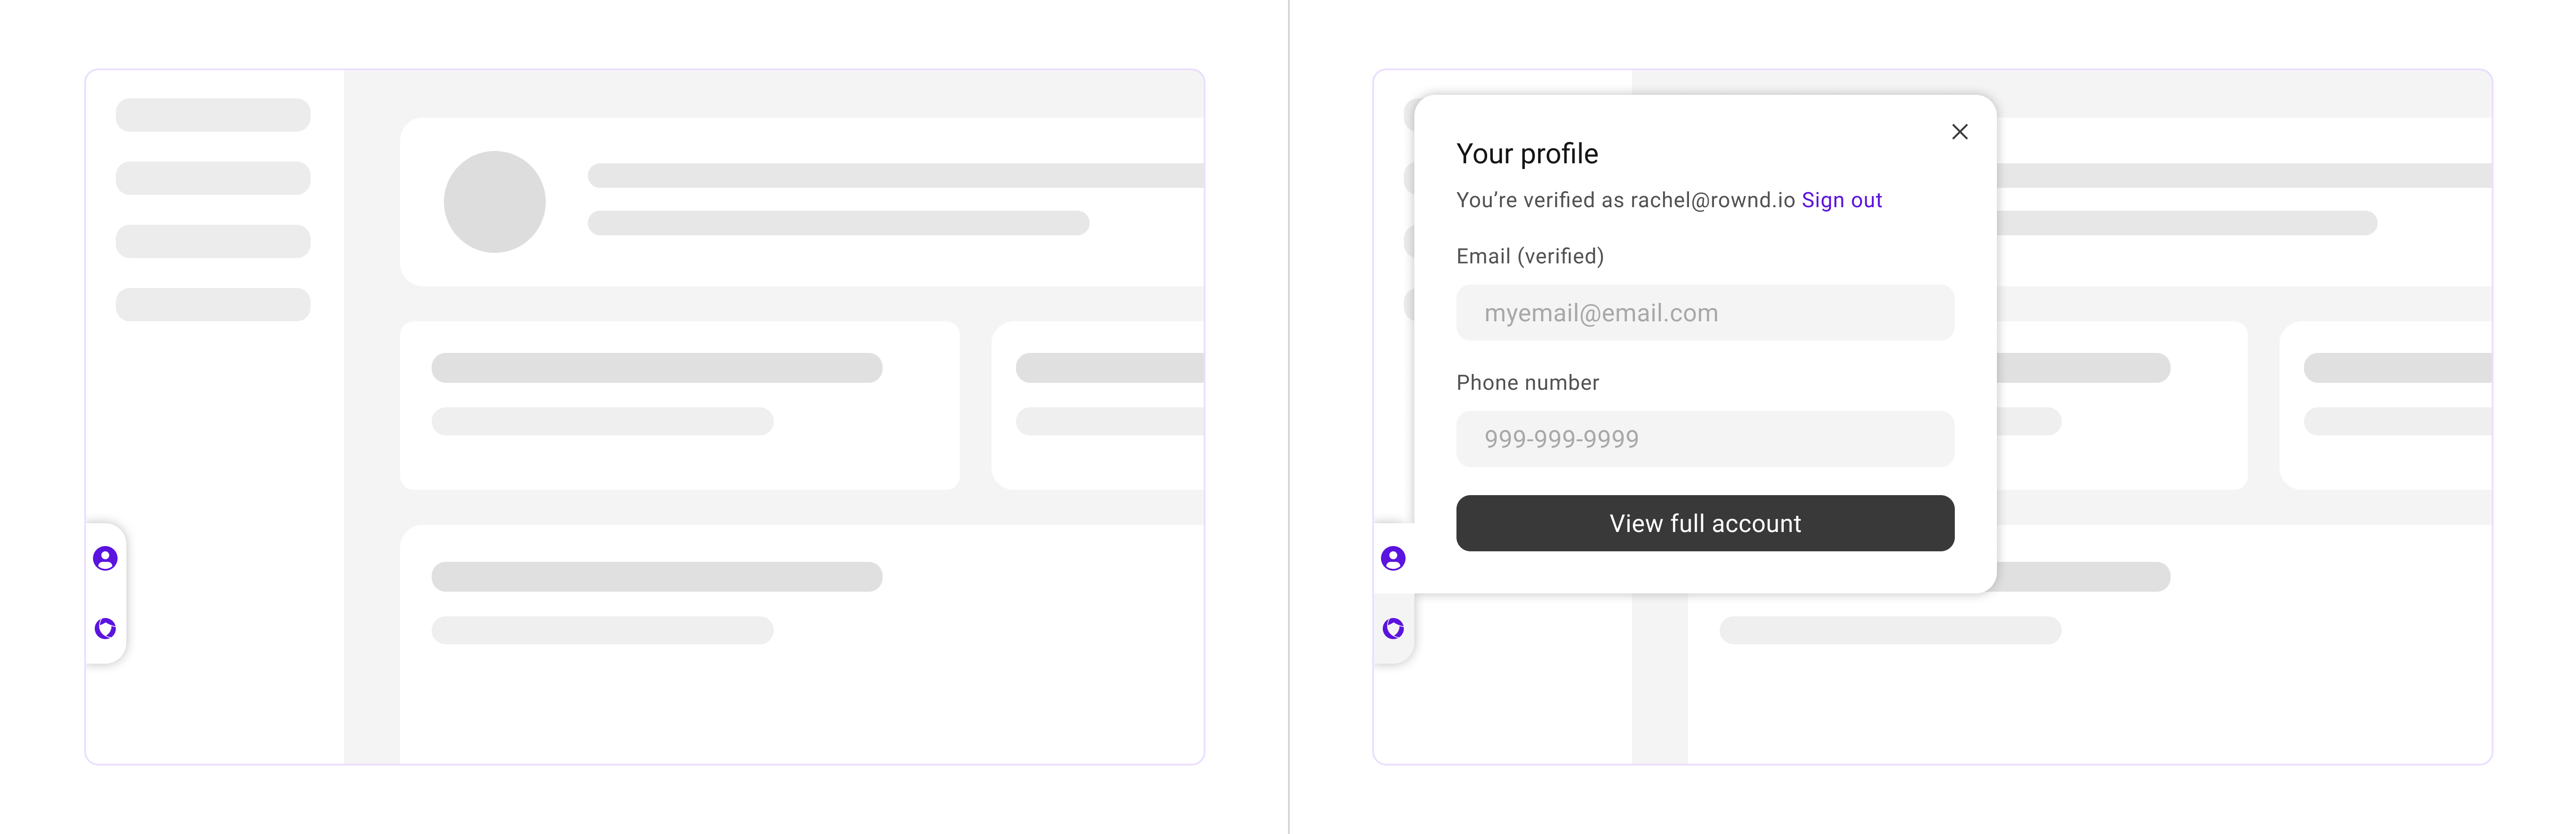 Your profile
You’re verified as rachel@rownd.io Sign out
Email (verified)
myemail@email.com
Phone number
999-999-9999
View full account